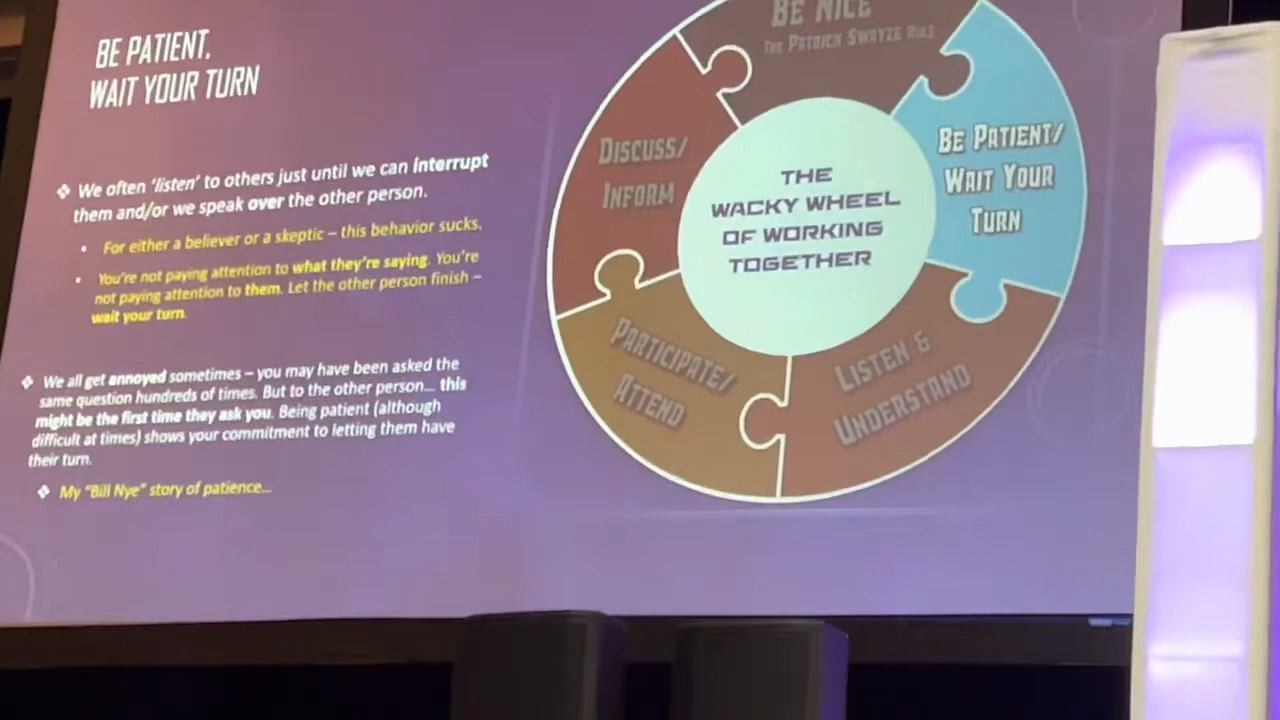 BE PATIENT,
WAIT YOUR TURN
❖ We often 'listen' to others just until we can interrupt
them and/or we speak over the other person.
• For either a believer or a skeptic – this behavior sucks.
• You're not paying attention to what they're saying. You're
not paying attention to them. Let the other person finish –
wait your turn.
❖ We all get annoyed sometimes – you may have been asked the
same question hundreds of times. But to the other person... this
might be the first time they ask you. Being patient (although
difficult at times) shows your commitment to letting them have
their turn.
❖ My "Bill Nye" story of patience...
BE NICE
THE PATRICK SWAYZE RULE
BE PATIENT/
WAIT YOUR
TURN
LISTEN &
UNDERSTAND
PARTICIPATE/
ATTEND
DISCUSS/
INFORM
THE
WACKY WHEEL
OF WORKING
TOGETHER